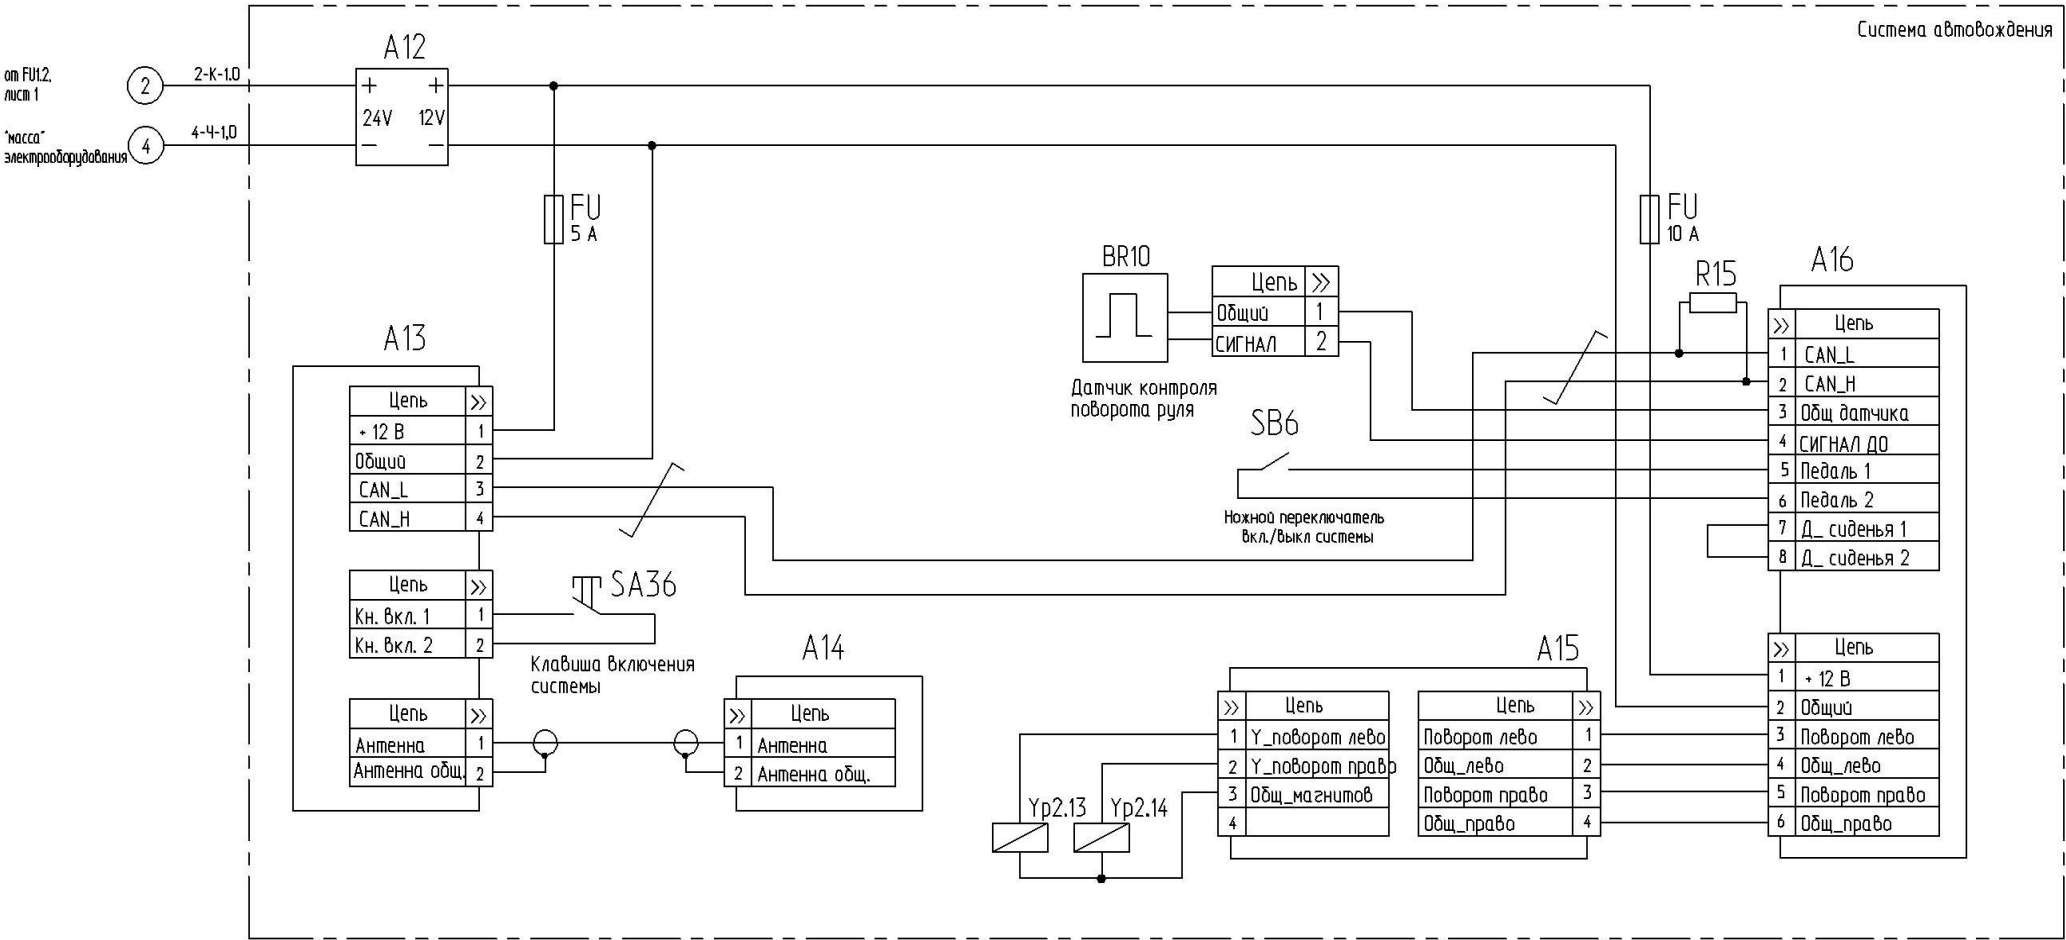 Система автовождения
от FU1.2,
лист 1
2
2-К-1.0
"масса"
электрооборудования
4
4-Ч-1,0
A12
+ +
24V 12V
– –
FU
5 А
FU
10 А
BR10
Цепь >>
Общий 1
СИГНАЛ 2
Датчик контроля
поворота руля
R15
A16
>> Цепь
1 CAN_L
2 CAN_H
3 Общ датчика
4 СИГНАЛ ДО
5 Педаль 1
6 Педаль 2
7 Д_ сиденья 1
8 Д_ сиденья 2
SB6
Ножной переключатель
вкл./выкл системы
A13
Цепь >>
+ 12 В 1
Общий 2
CAN_L 3
CAN_H 4
Цепь >>
Кн. вкл. 1 1
Кн. вкл. 2 2
SA36
Клавиша включения
системы
Цепь >>
Антенна 1
Антенна общ. 2
A14
>> Цепь
1 Антенна
2 Антенна общ.
A15
>> Цепь
1 Y_поворот лево
2 Y_поворот право
3 Общ_магнитов
4
Цепь >>
Поворот лево 1
Общ_лево 2
Поворот право 3
Общ_право 4
Yp2.13
Yp2.14
>> Цепь
1 + 12 В
2 Общий
3 Поворот лево
4 Общ_лево
5 Поворот право
6 Общ_право